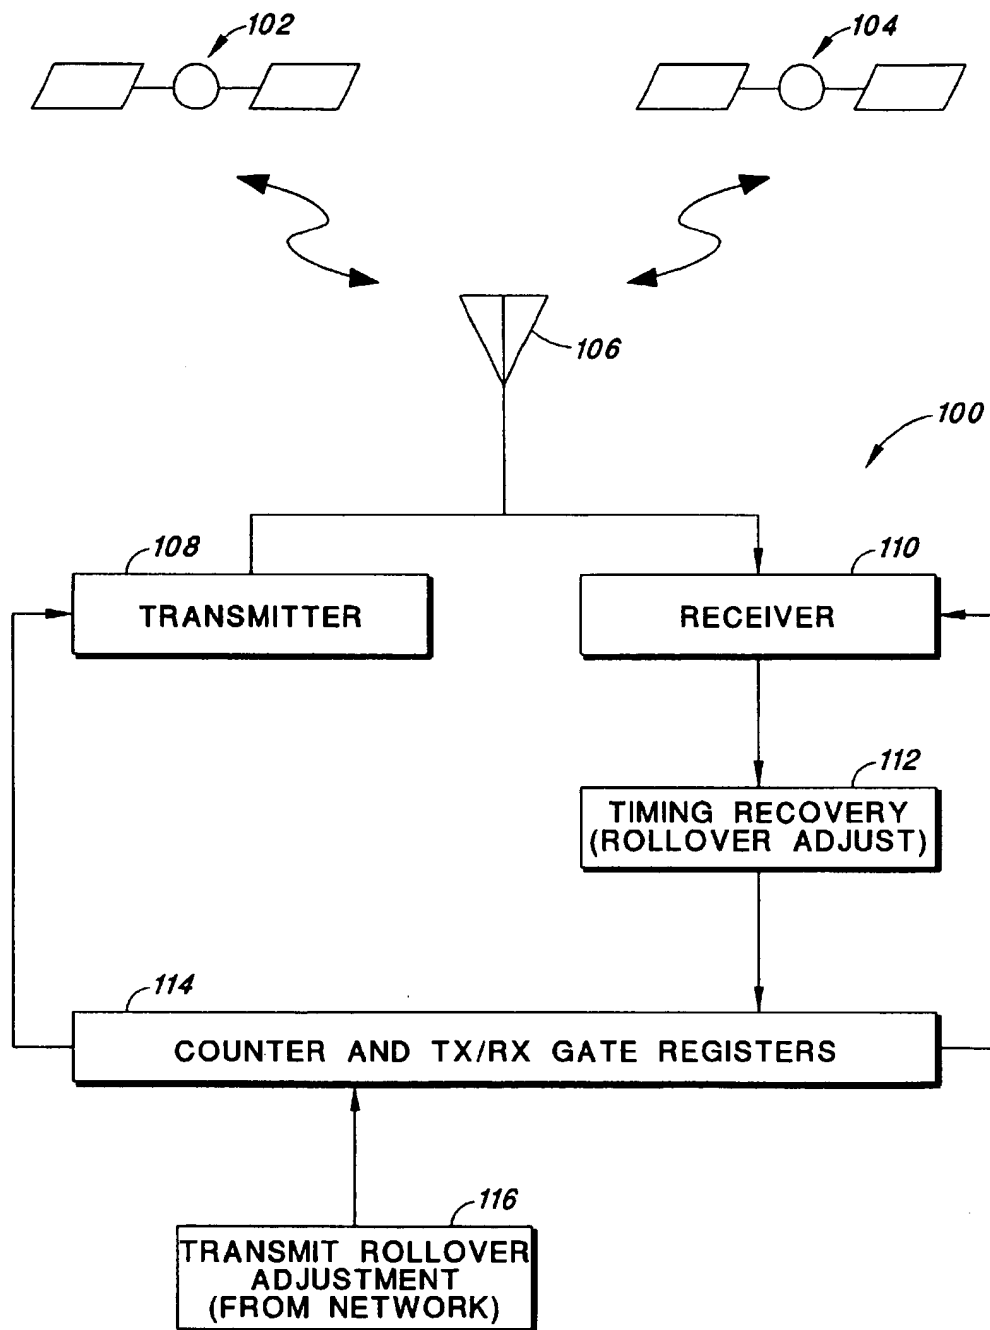 102
104
106
100
108
TRANSMITTER
110
RECEIVER
112
TIMING RECOVERY
(ROLLOVER ADJUST)
114
COUNTER AND TX/RX GATE REGISTERS
116
TRANSMIT ROLLOVER
ADJUSTMENT
(FROM NETWORK)